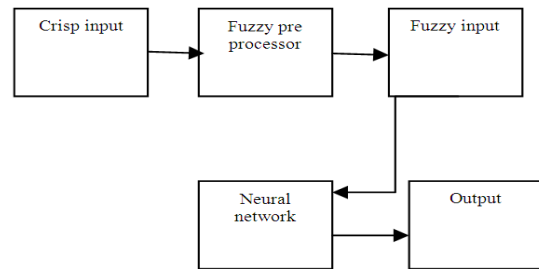 Crisp input
Fuzzy pre
processor
Fuzzy input
Neural
network
Output